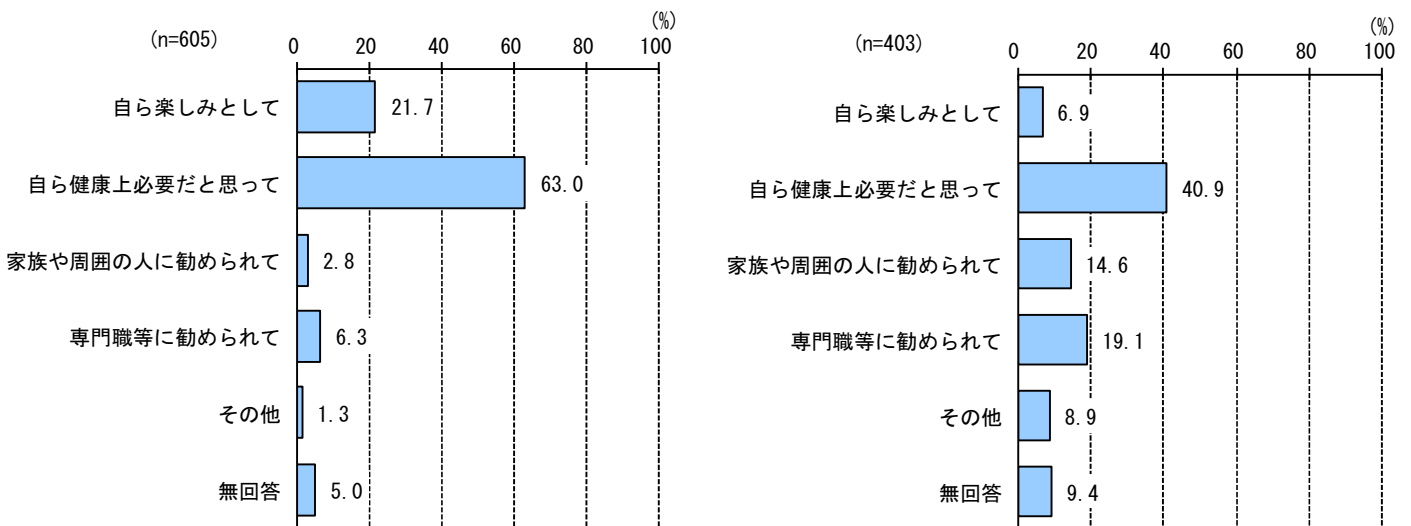 (%)
(n=605) 0 20 40 60 80 100
自ら楽しみとして 21.7
自ら健康上必要だと思って 63.0
家族や周囲の人に勧められて 2.8
専門職等に勧められて 6.3
その他 1.3
無回答 5.0
(%)
(n=403) 0 20 40 60 80 100
自ら楽しみとして 6.9
自ら健康上必要だと思って 40.9
家族や周囲の人に勧められて 14.6
専門職等に勧められて 19.1
その他 8.9
無回答 9.4